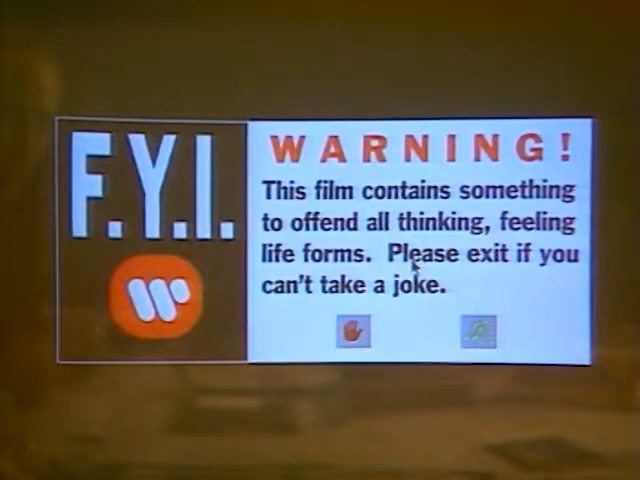 F.Y.I.
WARNING!
This film contains something
to offend all thinking, feeling
life forms.  Please exit if you
can't take a joke.